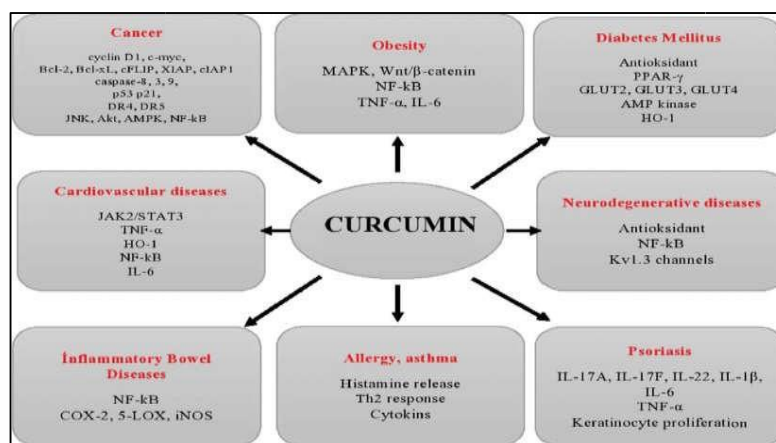 Cancer
cyclin D1, c-myc,
Bcl-2, Bcl-xL, cFLIP, XIAP, cIAP1
caspase-8, 3, 9,
p53 p21,
DR4, DR5
JNK, Akt, AMPK, NF-kB
Obesity
MAPK, Wnt/β-catenin
NF-kB
TNF-α, IL-6
Diabetes Mellitus
Antioksidant
PPAR-γ
GLUT2, GLUT3, GLUT4
AMP kinase
HO-1
Cardiovascular diseases
JAK2/STAT3
TNF-α
HO-1
NF-kB
IL-6
CURCUMIN
Neurodegenerative diseases
Antioksidant
NF-kB
Kv1.3 channels
İnflammatory Bowel
Diseases
NF-kB
COX-2, 5-LOX, iNOS
Allergy, asthma
Histamine release
Th2 response
Cytokins
Psoriasis
IL-17A, IL-17F, IL-22, IL-1β,
IL-6
TNF-α
Keratinocyte proliferation